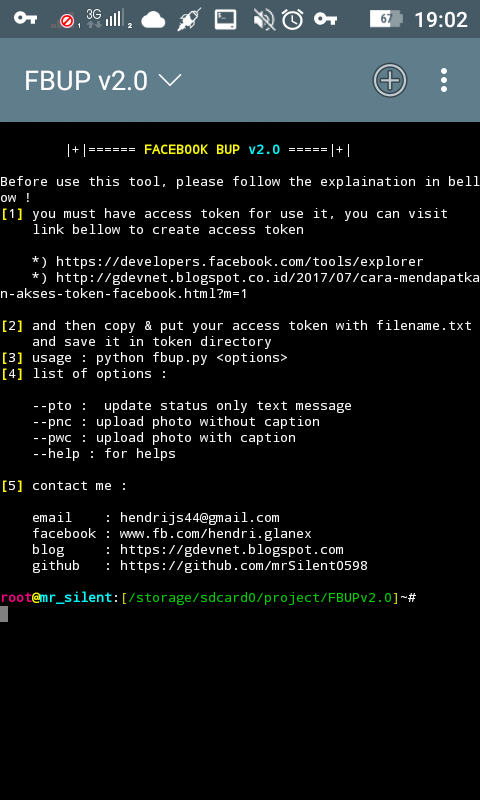 1 3G 2 67 19:02
FBUP v2.0
|+|====== FACEBOOK BUP v2.0 =====|+|
Before use this tool, please follow the explaination in bell
ow !
[1] you must have access token for use it, you can visit
link bellow to create access token
*) https://developers.facebook.com/tools/explorer
*) http://gdevnet.blogspot.co.id/2017/07/cara-mendapatka
n-akses-token-facebook.html?m=1
[2] and then copy & put your access token with filename.txt
and save it in token directory
[3] usage : python fbup.py <options>
[4] list of options :
--pto :  update status only text message
--pnc : upload photo without caption
--pwc : upload photo with caption
--help : for helps
[5] contact me :
email    : hendrijs44@gmail.com
facebook : www.fb.com/hendri.glanex
blog     : https://gdevnet.blogspot.com
github   : https://github.com/mrSilent0598
root@mr_silent:[/storage/sdcard0/project/FBUPv2.0]~#